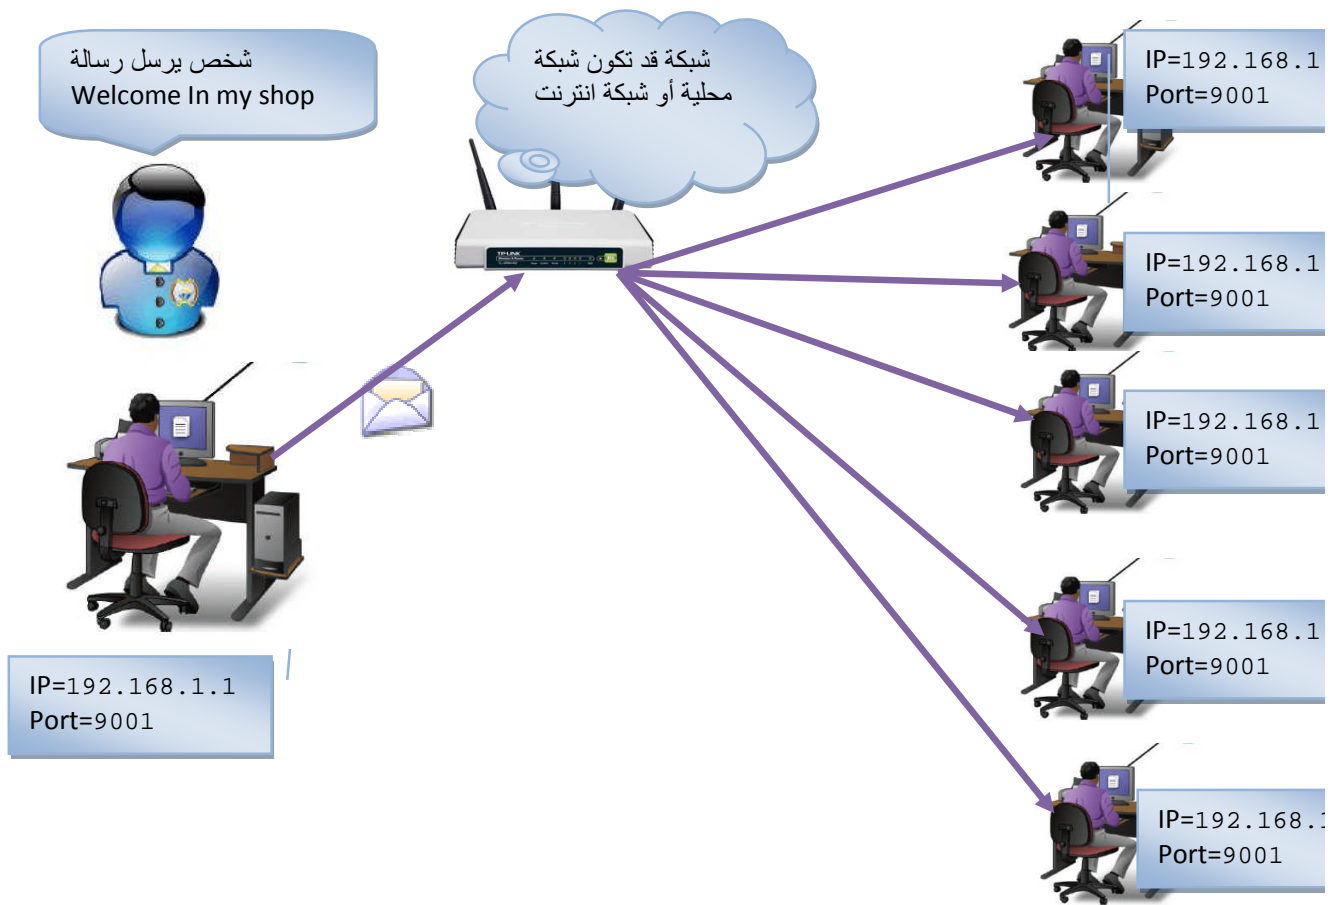 شخص يرسل رسالة
Welcome In my shop
شبكة قد تكون شبكة
محلية أو شبكة انترنت
TP-LINK
IP=192.168.1.1
Port=9001
IP=192.168.1
Port=9001
IP=192.168.1
Port=9001
IP=192.168.1
Port=9001
IP=192.168.1
Port=9001
IP=192.168.1
Port=9001